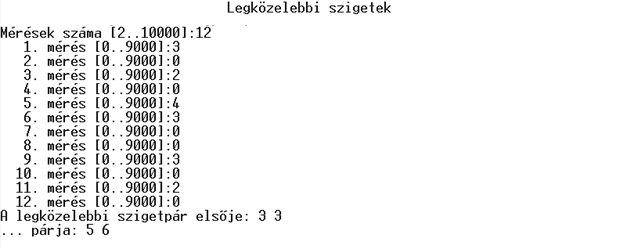 Legközelebbi szigetek
Mérések száma [2..10000]:12
1. mérés [0..9000]:3
2. mérés [0..9000]:0
3. mérés [0..9000]:2
4. mérés [0..9000]:0
5. mérés [0..9000]:4
6. mérés [0..9000]:3
7. mérés [0..9000]:0
8. mérés [0..9000]:0
9. mérés [0..9000]:3
10. mérés [0..9000]:0
11. mérés [0..9000]:2
12. mérés [0..9000]:0
A legközelebbi szigetpár elsője: 3 3
... párja: 5 6